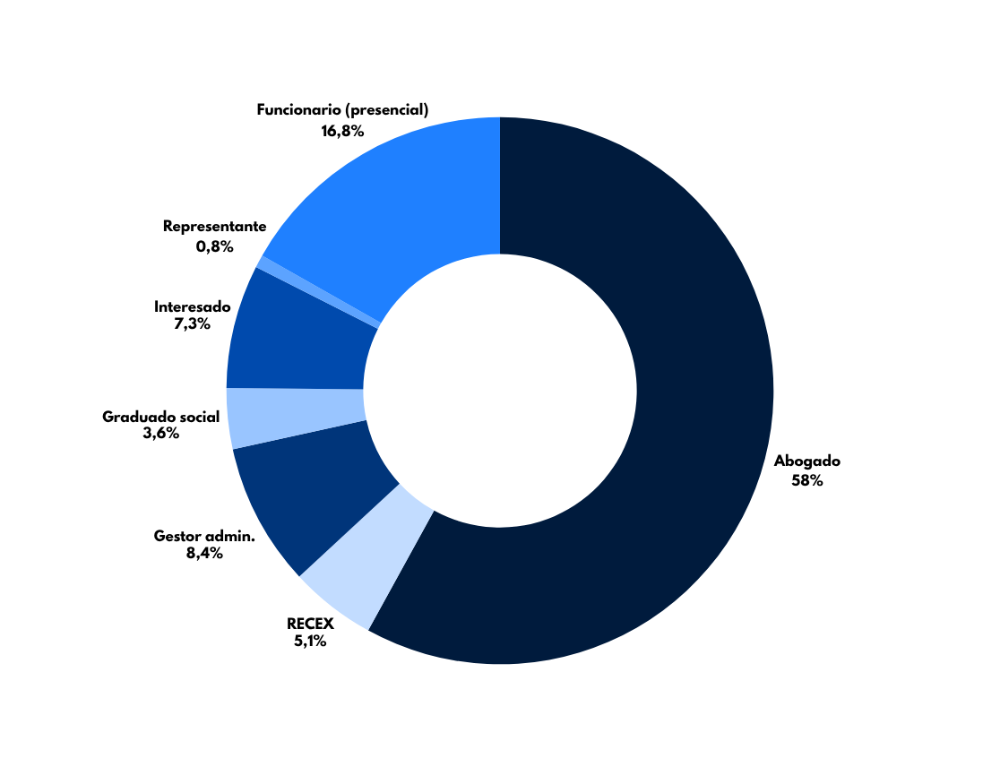 Funcionario (presencial)
16,8%
Representante
0,8%
Interesado
7,3%
Graduado social
3,6%
Abogado
58%
Gestor admin.
8,4%
RECEX
5,1%